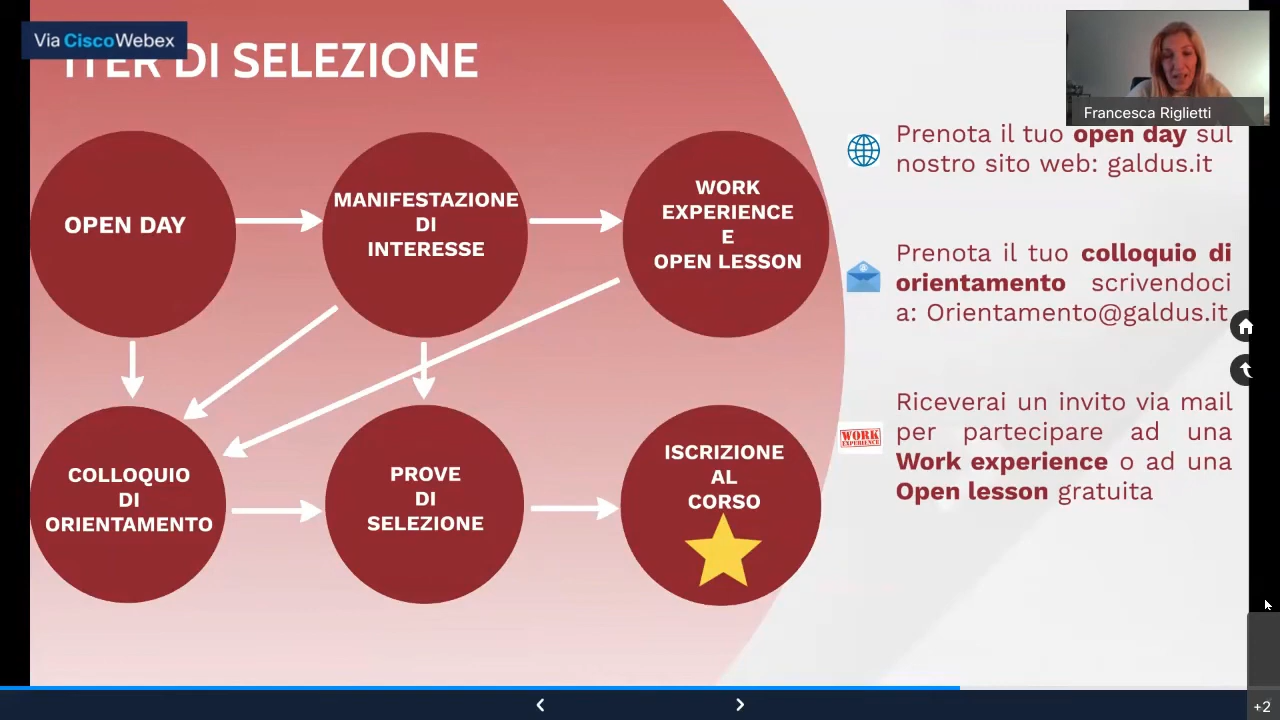 Via CiscoWebex
ITER DI SELEZIONE
Francesca Riglietti
OPEN DAY
MANIFESTAZIONE
DI
INTERESSE
WORK
EXPERIENCE
E
OPEN LESSON
COLLOQUIO
DI
ORIENTAMENTO
PROVE
DI
SELEZIONE
ISCRIZIONE
AL
CORSO
Prenota il tuo open day sul
nostro sito web: galdus.it
Prenota il tuo colloquio di
orientamento scrivendoci
a: Orientamento@galdus.it
WORK
EXPERIENCE
Riceverai un invito via mail
per partecipare ad una
Work experience o ad una
Open lesson gratuita
+2